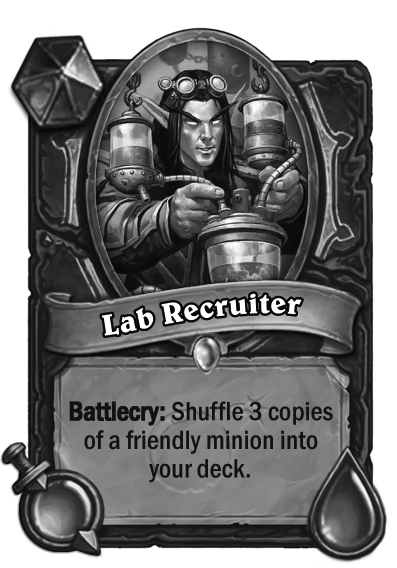 Lab Recruiter
Battlecry: Shuffle 3 copies
of a friendly minion into
your deck.